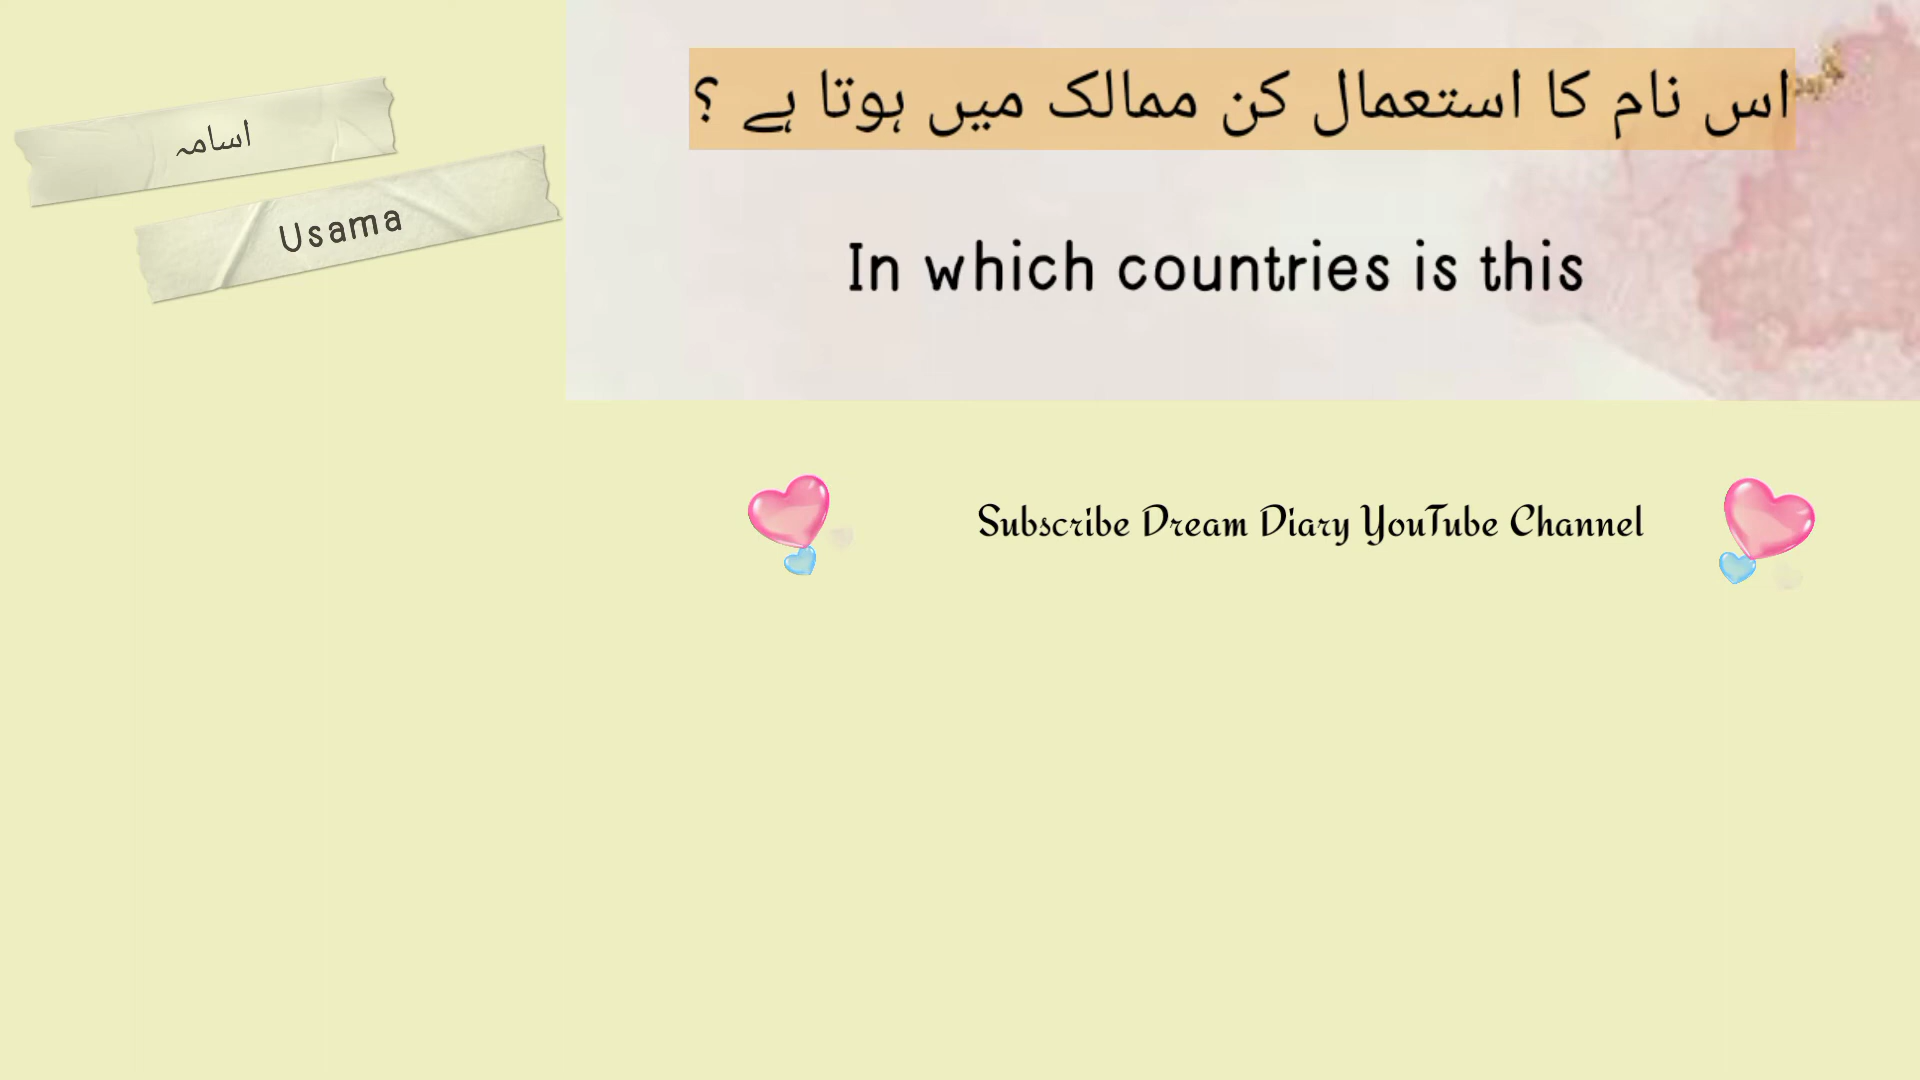 اسامہ
Usama
اس نام کا استعمال کن ممالک میں ہوتا ہے ؟
In which countries is this
Subscribe Dream Diary YouTube Channel